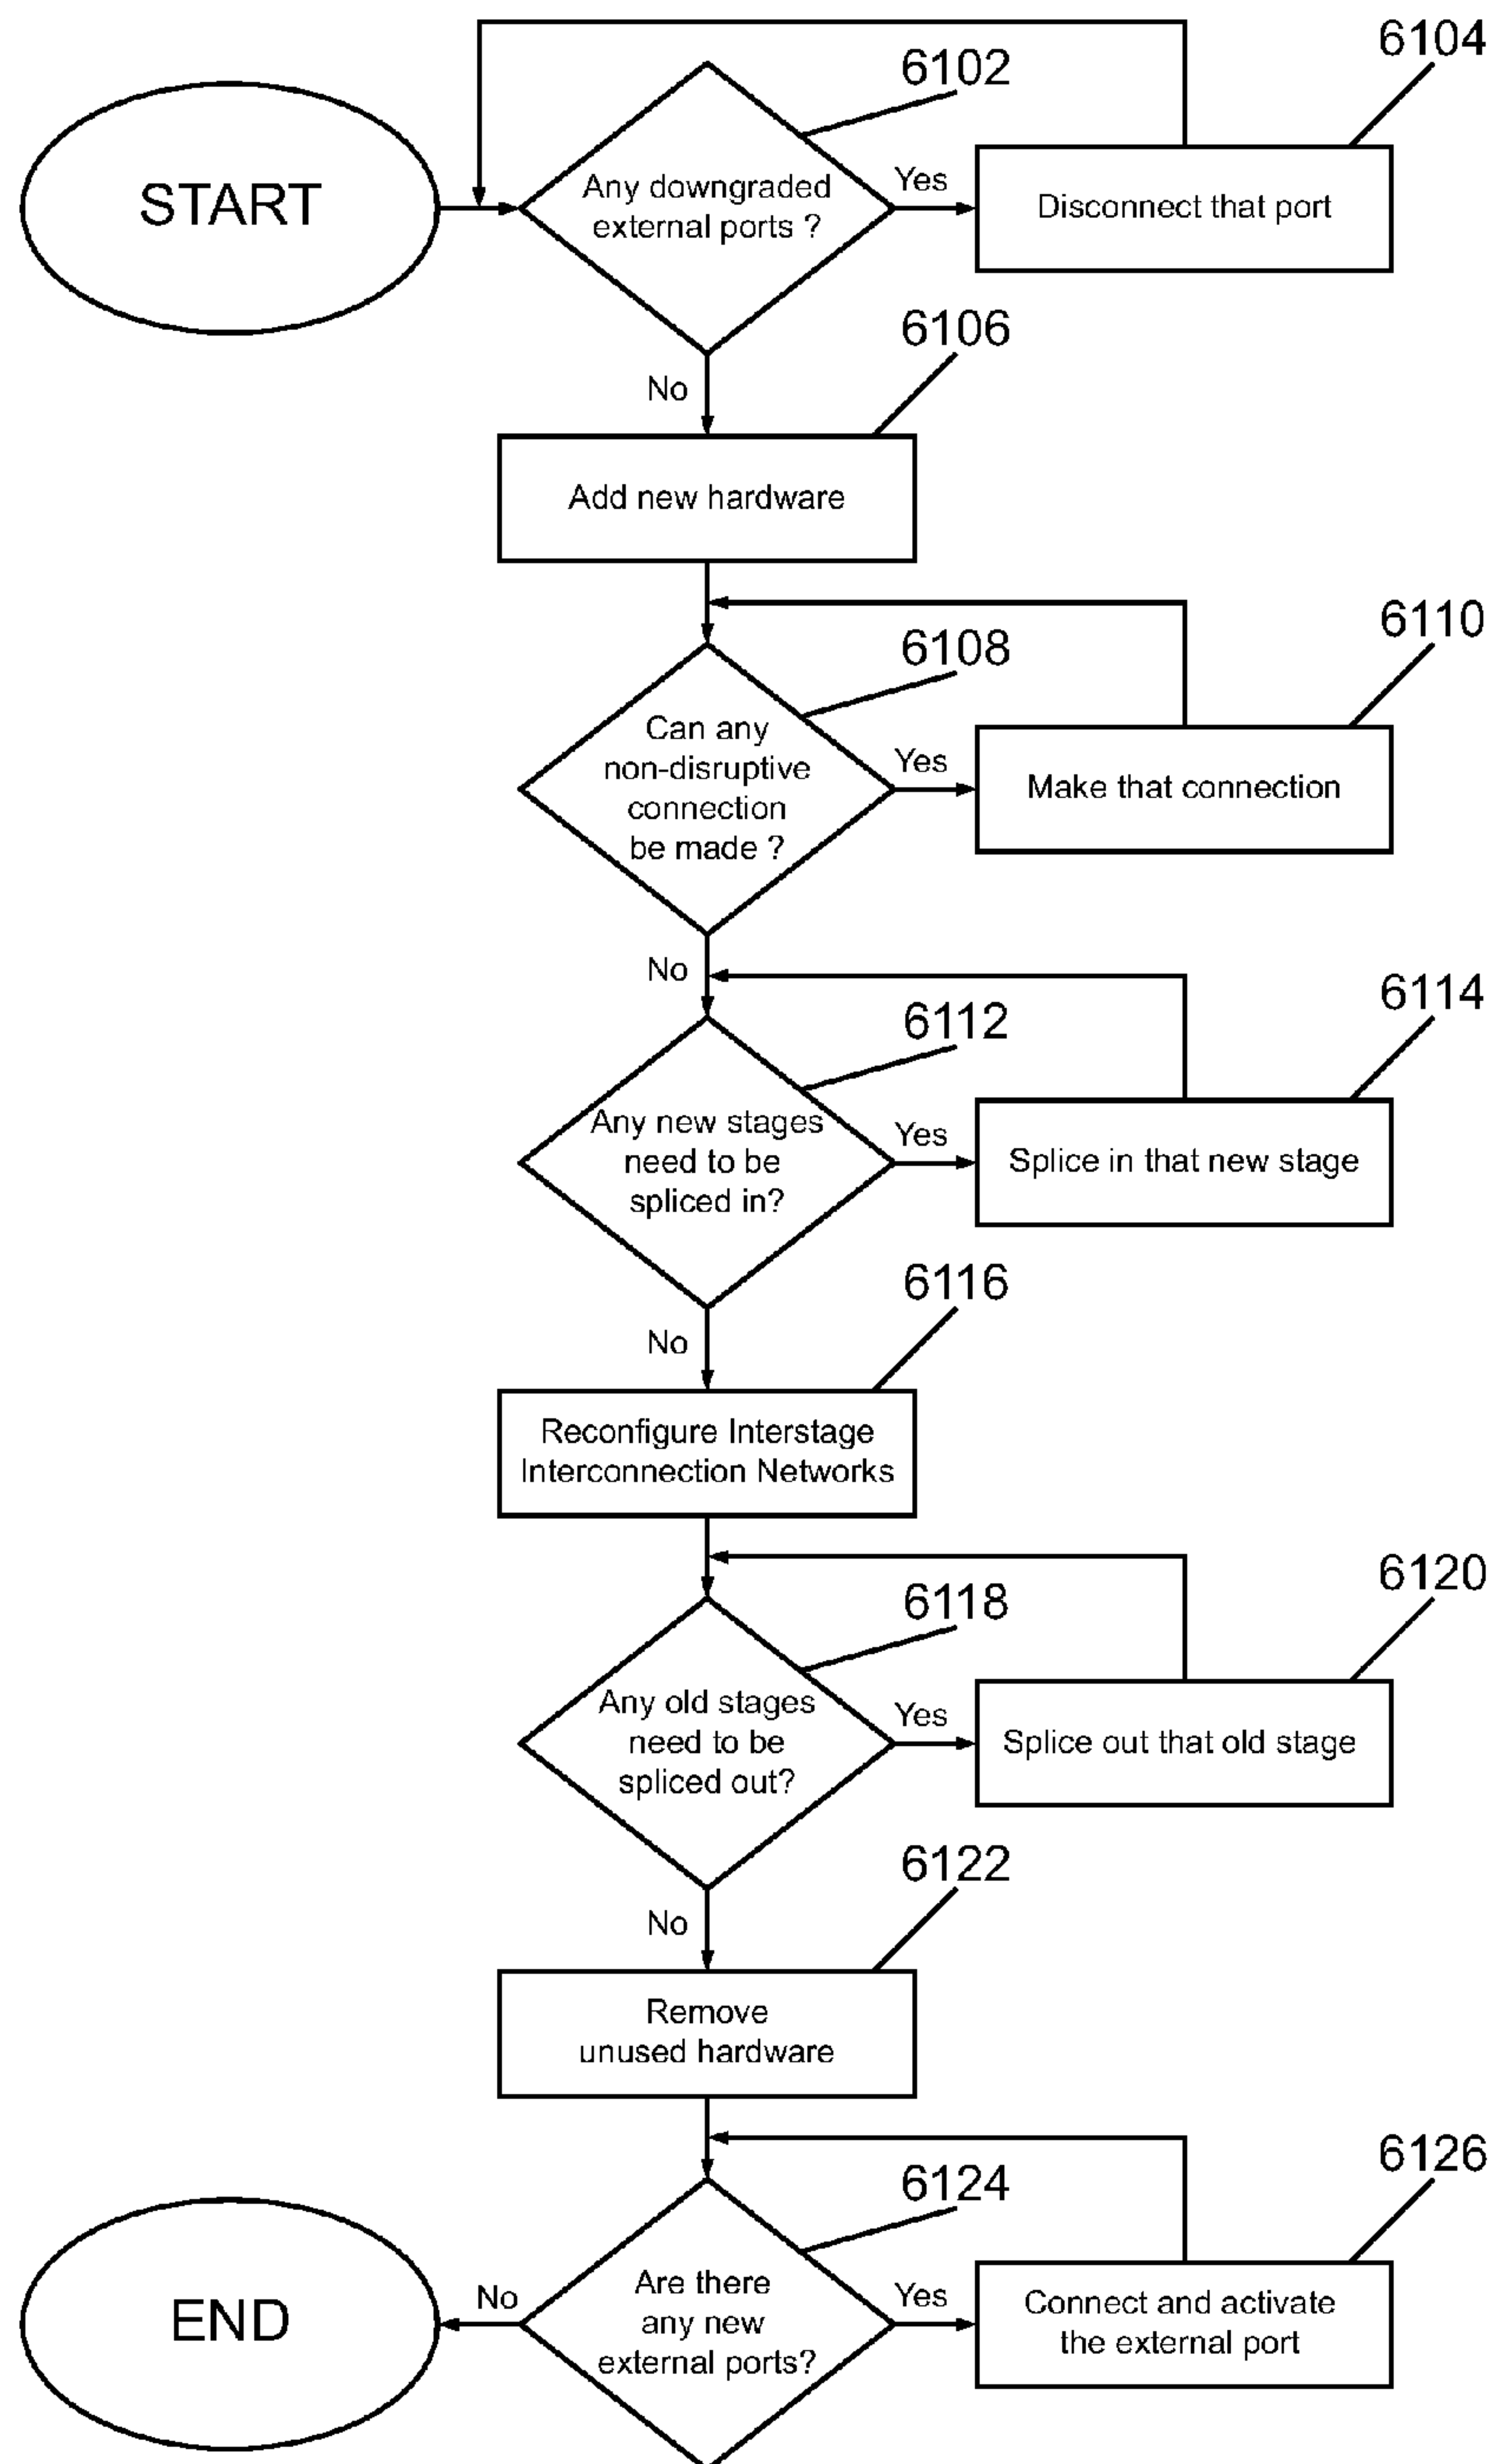 6104
6102
START
Any downgraded
external ports ?
Yes
Disconnect that port
6106
No
Add new hardware
6110
6108
Can any
non-disruptive
connection
be made ?
Yes
Make that connection
No
6114
6112
Any new stages
need to be
spliced in?
Yes
Splice in that new stage
6116
No
Reconfigure Interstage
Interconnection Networks
6120
6118
Any old stages
need to be
spliced out?
Yes
Splice out that old stage
6122
No
Remove
unused hardware
6126
6124
END
No
Are there
any new
external ports?
Yes
Connect and activate
the external port